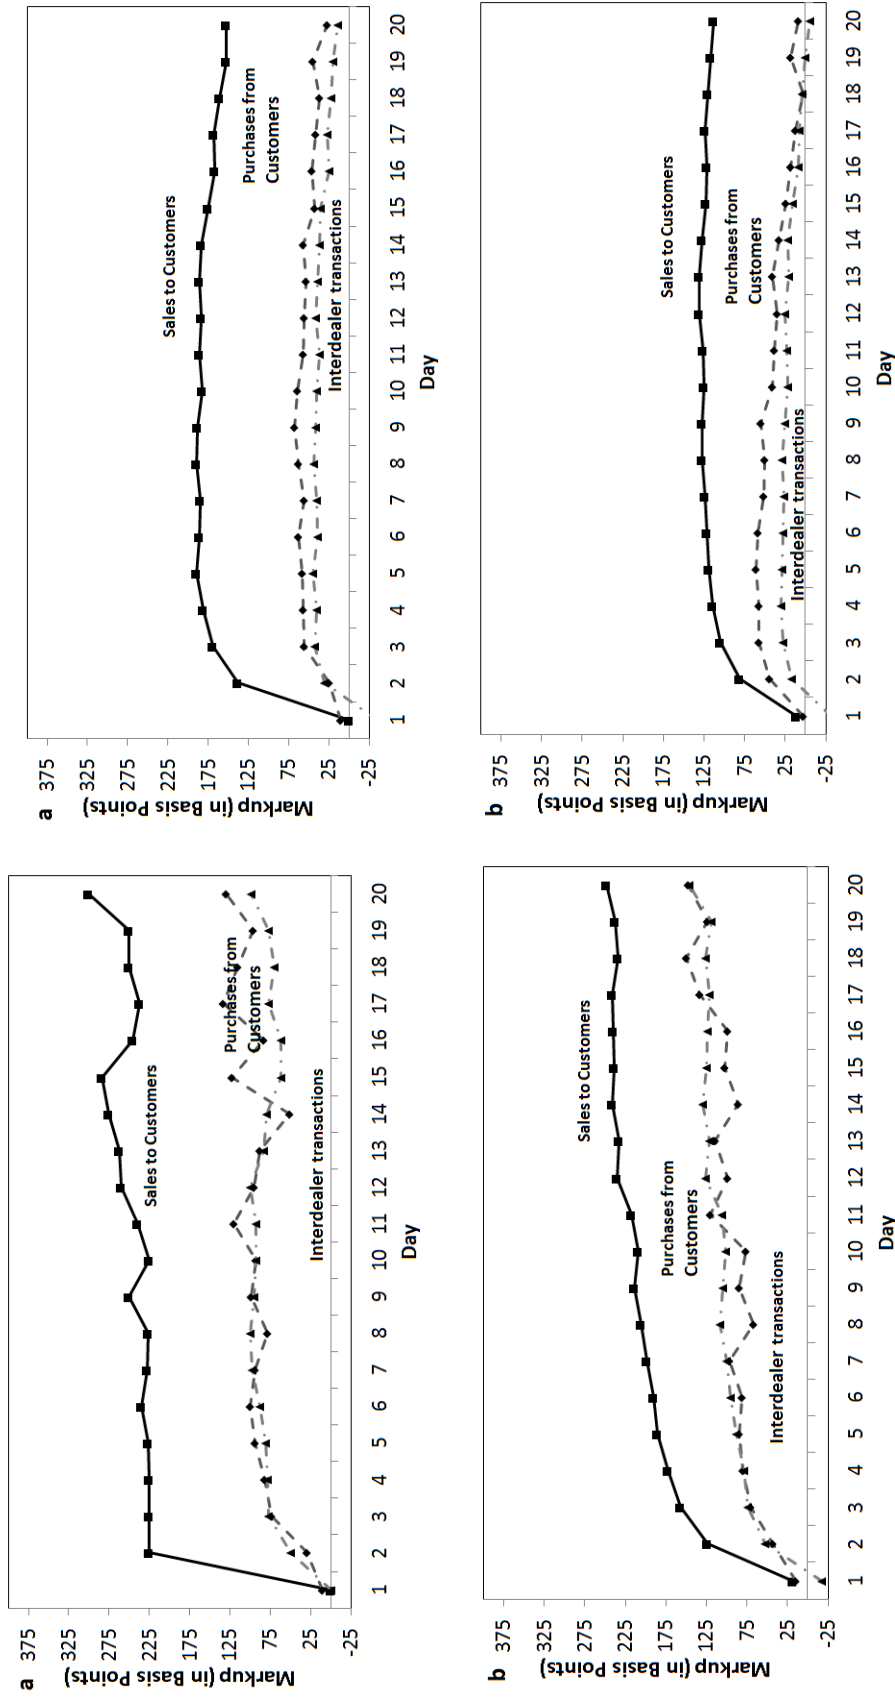 a
Markup (in Basis Points)
375
325
275
225
175
125
75
25
-25
Sales to Customers
Purchases from
Customers
Interdealer transactions
1 2 3 4 5 6 7 8 9 10 11 12 13 14 15 16 17 18 19 20
Day
a
Markup (in Basis Points)
375
325
275
225
175
125
75
25
-25
Sales to Customers
Purchases from
Customers
Interdealer transactions
1 2 3 4 5 6 7 8 9 10 11 12 13 14 15 16 17 18 19 20
Day
b
Markup (in Basis Points)
375
325
275
225
175
125
75
25
-25
Sales to Customers
Purchases from
Customers
Interdealer transactions
1 2 3 4 5 6 7 8 9 10 11 12 13 14 15 16 17 18 19 20
Day
b
Markup (in Basis Points)
375
325
275
225
175
125
75
25
-25
Sales to Customers
Purchases from
Customers
Interdealer transactions
1 2 3 4 5 6 7 8 9 10 11 12 13 14 15 16 17 18 19 20
Day